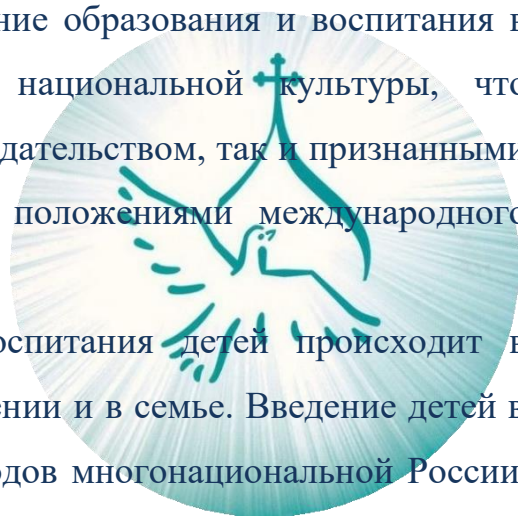 ние образования и воспитания в
национальной культуры, что
дательством, так и признанными
положениями международного
оспитания детей происходит в
ении и в семье. Введение детей в
одов многонациональной России